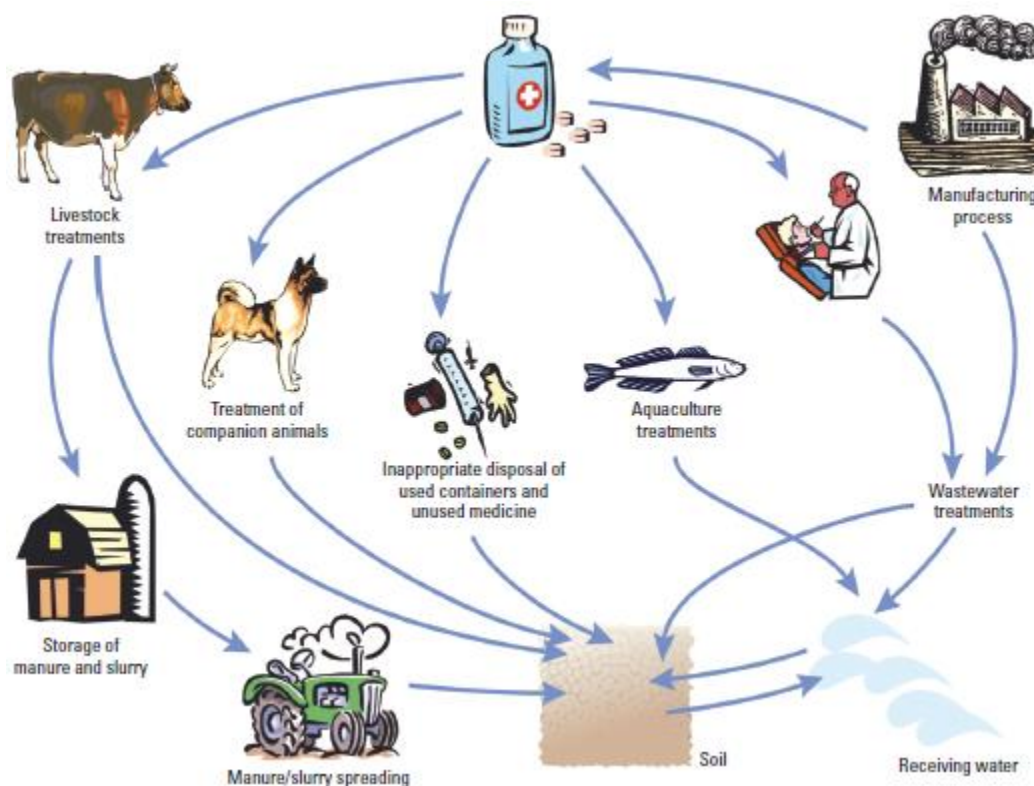 Livestock
treatments
Manufacturing
process
Treatment of
companion animals
Inappropriate disposal of
used containers and
unused medicine
Aquaculture
treatments
Wastewater
treatments
Storage of
manure and slurry
Manure/slurry spreading
Soil
Receiving water